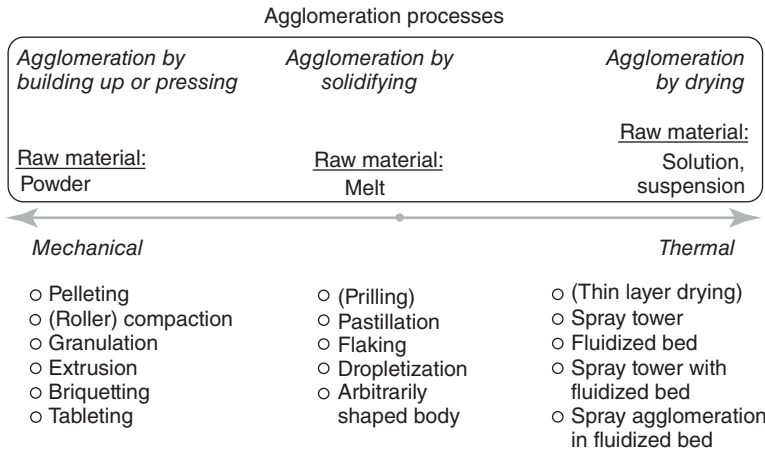 Agglomeration processes
Agglomeration by
building up or pressing
Raw material:
Powder
Agglomeration by
solidifying
Raw material:
Melt
Agglomeration
by drying
Raw material:
Solution,
suspension
Mechanical
Thermal
Pelleting
(Roller) compaction
Granulation
Extrusion
Briquetting
Tableting
(Prilling)
Pastillation
Flaking
Dropletization
Arbitrarily
shaped body
(Thin layer drying)
Spray tower
Fluidized bed
Spray tower with
fluidized bed
Spray agglomeration
in fluidized bed